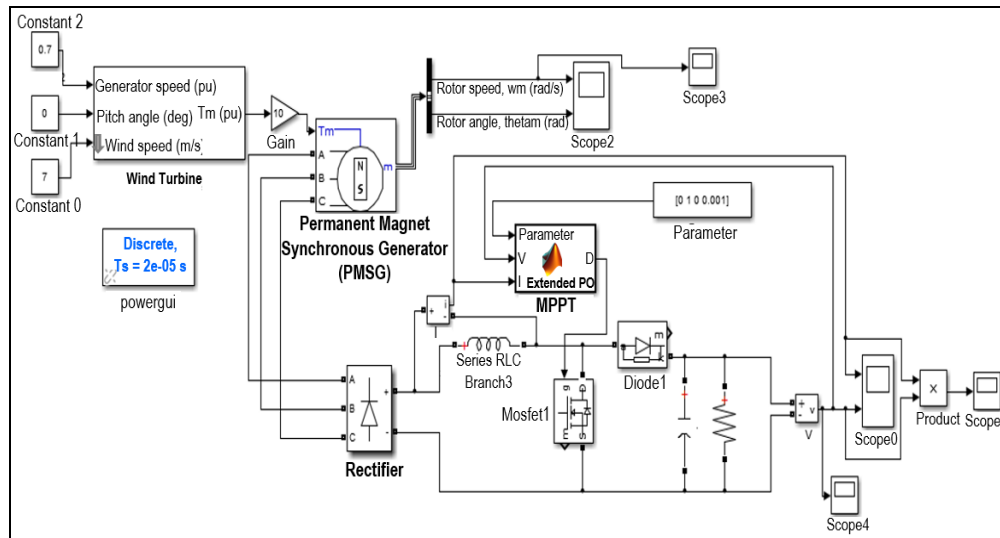 Constant 2
0.7
Generator speed (pu)
0
Pitch angle (deg)
Tm (pu)
Constant 1
Wind speed (m/s)
7
Constant 0
Wind Turbine
10
Gain
Tm
A
B
C
m
N
S
Permanent Magnet
Synchronous Generator
(PMSG)
Rotor speed, wm (rad/s)
Rotor angle, thetam (rad)
Scope2
Scope3
Discrete,
Ts = 2e-05 s
powergui
[0 1 0 0.001]
Parameter
Parameter
V
I
D
Extended PO
MPPT
+
-
i
I
Series RLC
Branch3
m
k
Diode1
g
m
S
Mosfet1
A
B
C
+
-
Rectifier
+
-
v
V
Scope0
Scope4
×
Product
Scope